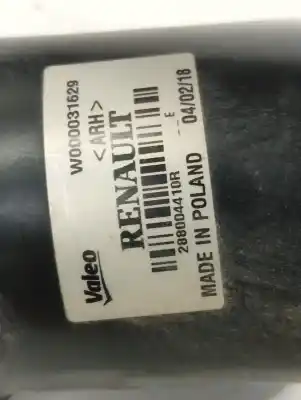 W000031629
<ARH>
Valeo
RENAULT
288004410R
E
MADE IN POLAND
04/02/18